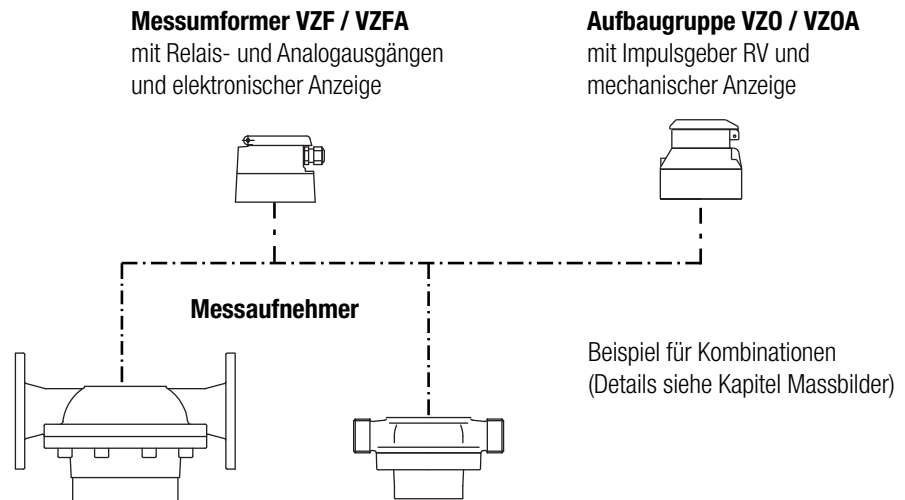 Messumformer VZF / VZFA
mit Relais- und Analogausgängen
und elektronischer Anzeige
Aufbaugruppe VZO / VZOA
mit Impulsgeber RV und
mechanischer Anzeige
Messaufnehmer
Beispiel für Kombinationen
(Details siehe Kapitel Massbilder)